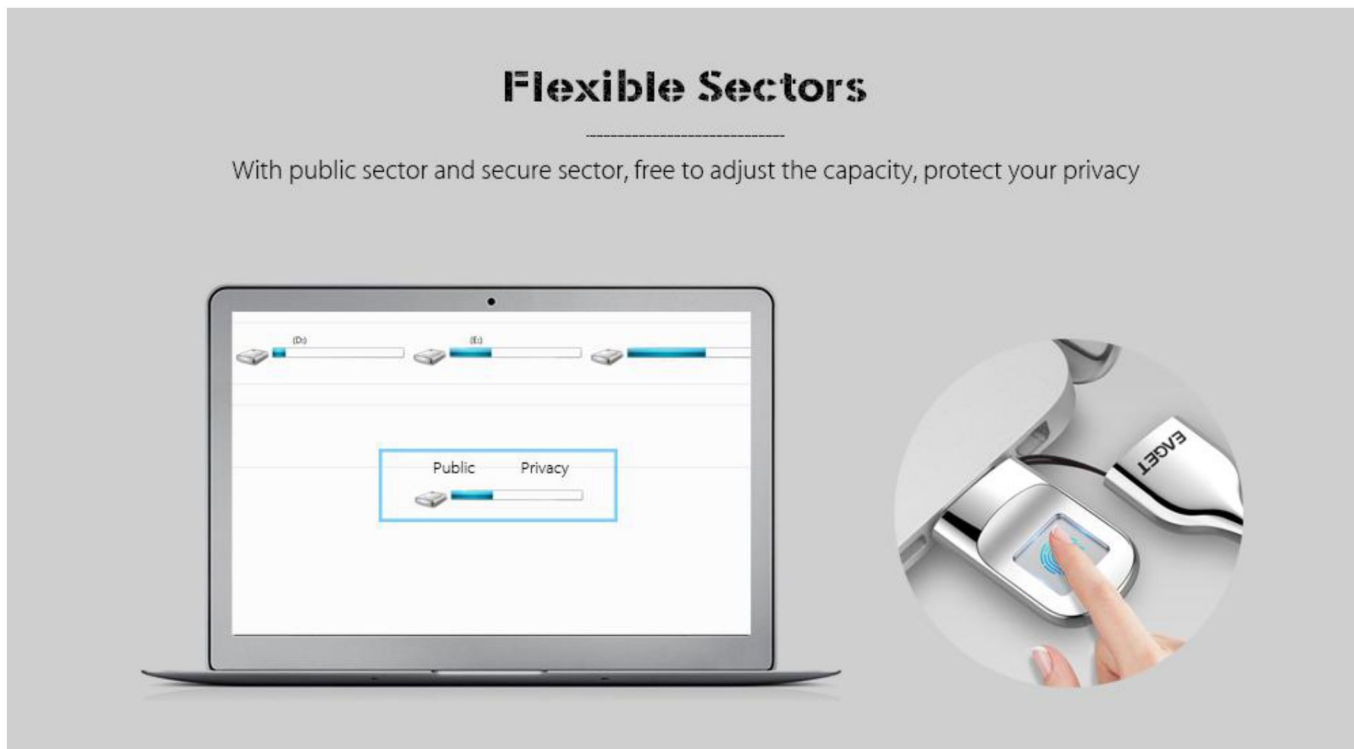 Flexible Sectors
With public sector and secure sector, free to adjust the capacity, protect your privacy
(D:)
(E:)
Public Privacy
EAGET